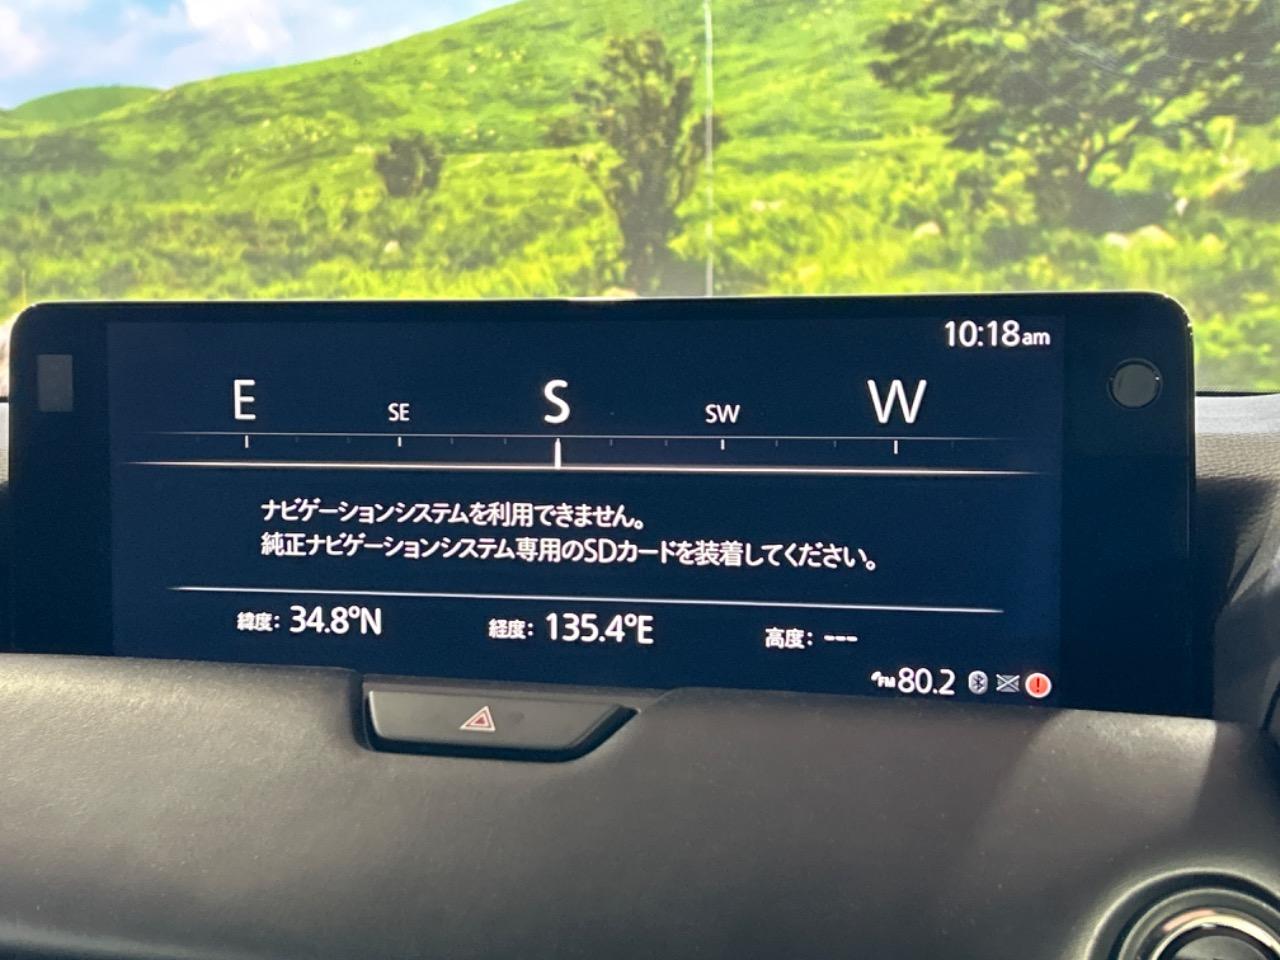 10:18am
E SE S SW W
ナビゲーションシステムを利用できません。
純正ナビゲーションシステム専用のSDカードを装着してください。
緯度: 34.8°N 経度: 135.4°E 高度: ---
FM 80.2